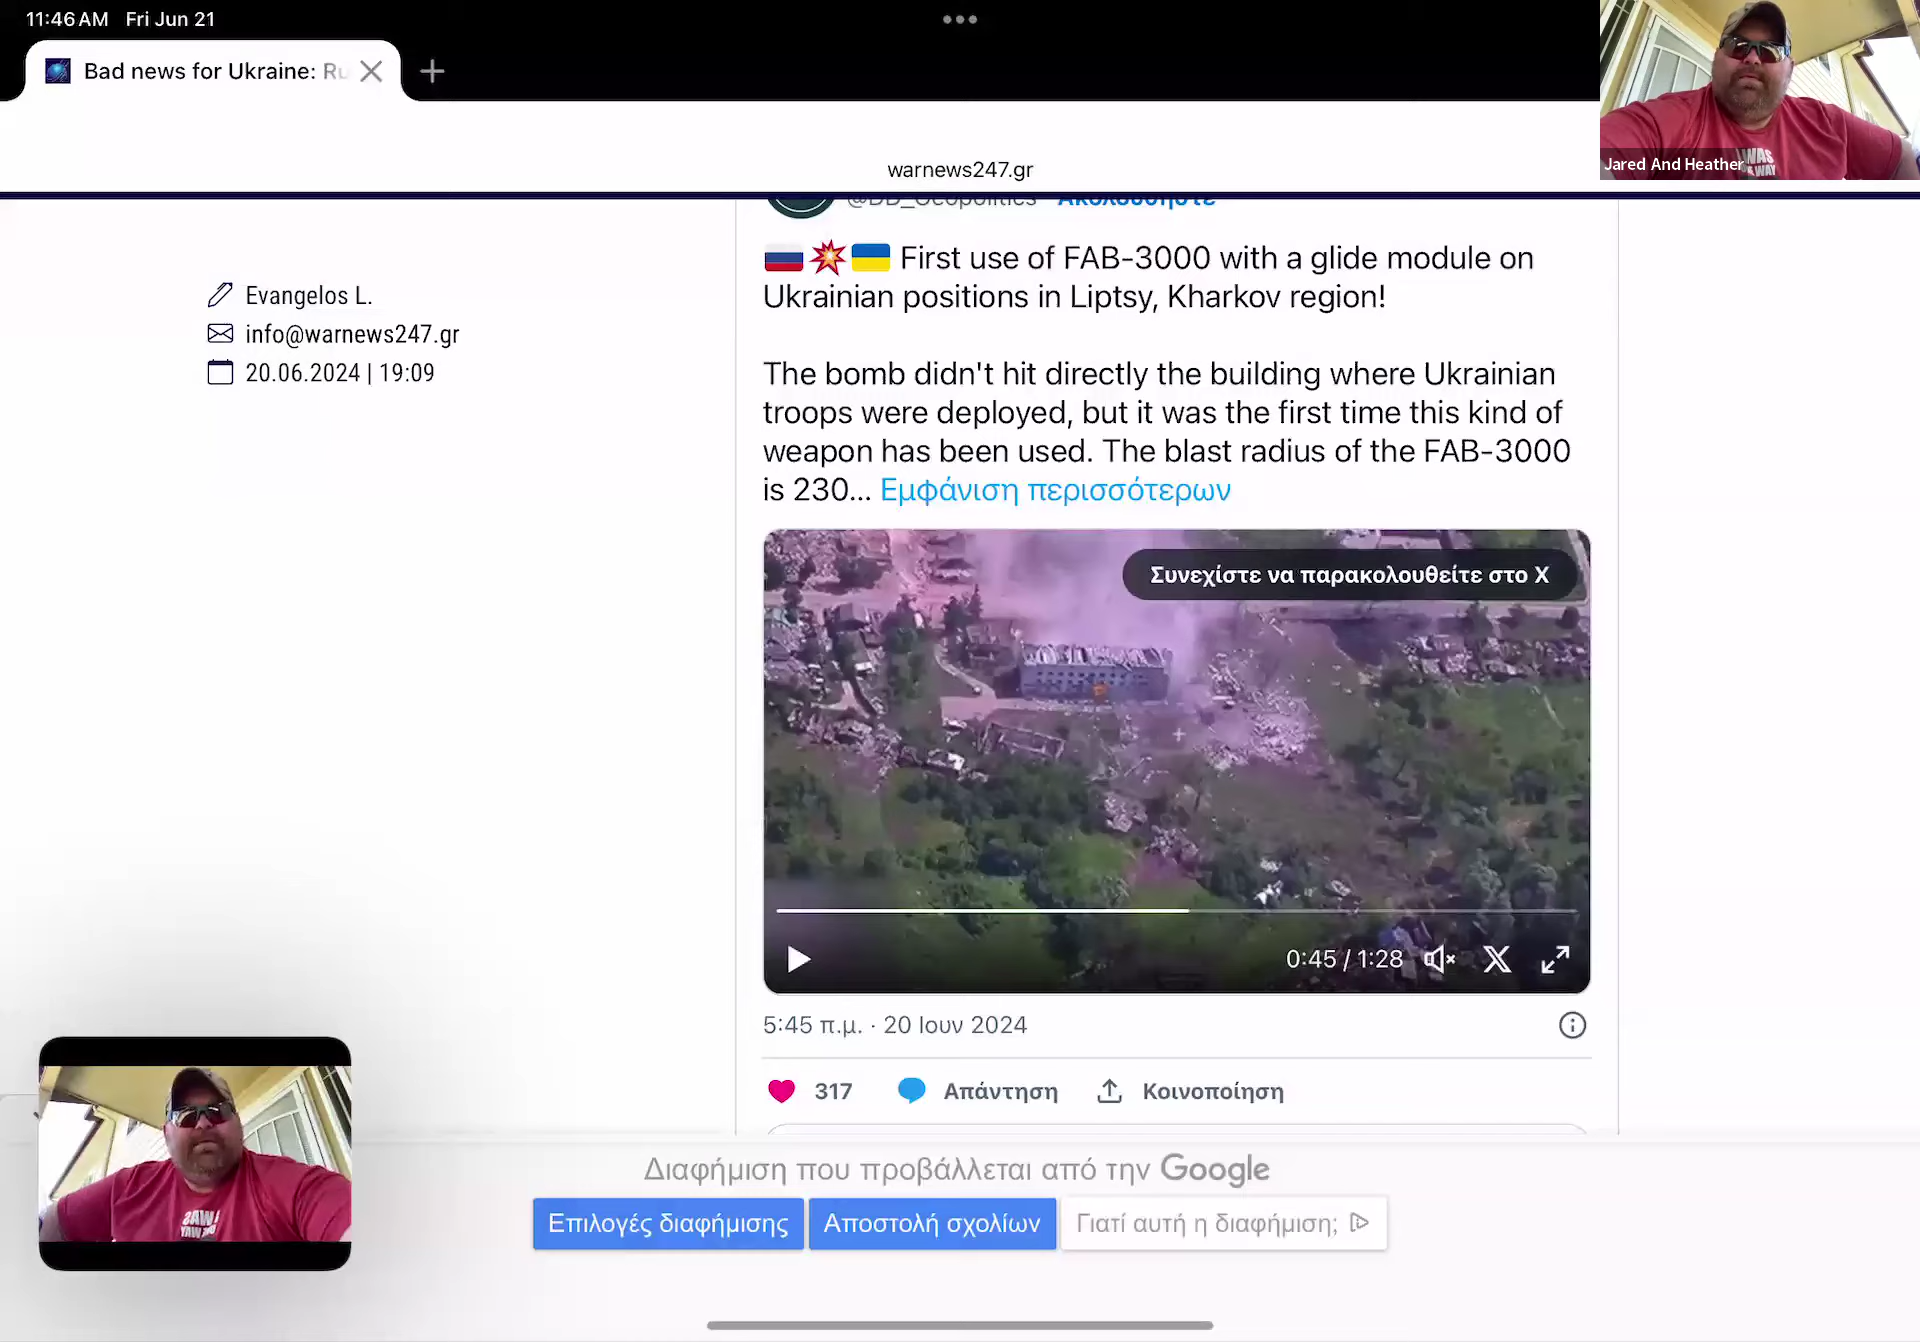 11:46 AM Fri Jun 21
Bad news for Ukraine: Ru
warnews247.gr
Jared And Heather
WAS
WAY
@DD_Geopolitics Ακολουθήστε
Evangelos L.
info@warnews247.gr
20.06.2024 | 19:09
First use of FAB-3000 with a glide module on
Ukrainian positions in Liptsy, Kharkov region!
The bomb didn't hit directly the building where Ukrainian
troops were deployed, but it was the first time this kind of
weapon has been used. The blast radius of the FAB-3000
is 230... Εμφάνιση περισσότερων
Συνεχίστε να παρακολουθείτε στο X
0:45 / 1:28
5:45 π.μ. · 20 Ιουν 2024
317 Απάντηση Κοινοποίηση
Διαφήμιση που προβάλλεται από την Google
Επιλογές διαφήμισης Αποστολή σχολίων Γιατί αυτή η διαφήμιση;